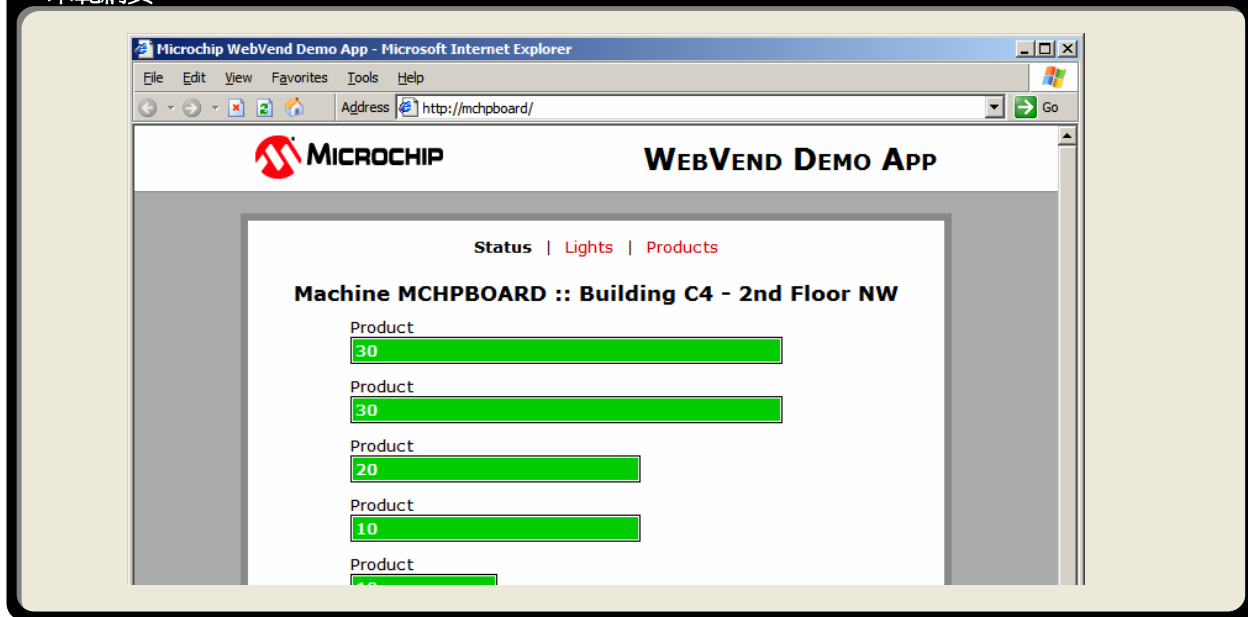 Microchip WebVend Demo App - Microsoft Internet Explorer
File Edit View Favorites Tools Help
Address http://mchpboard/ Go
MICROCHIP WEBVEND DEMO APP
Status | Lights | Products
Machine MCHPBOARD :: Building C4 - 2nd Floor NW
Product
30
Product
30
Product
20
Product
10
Product